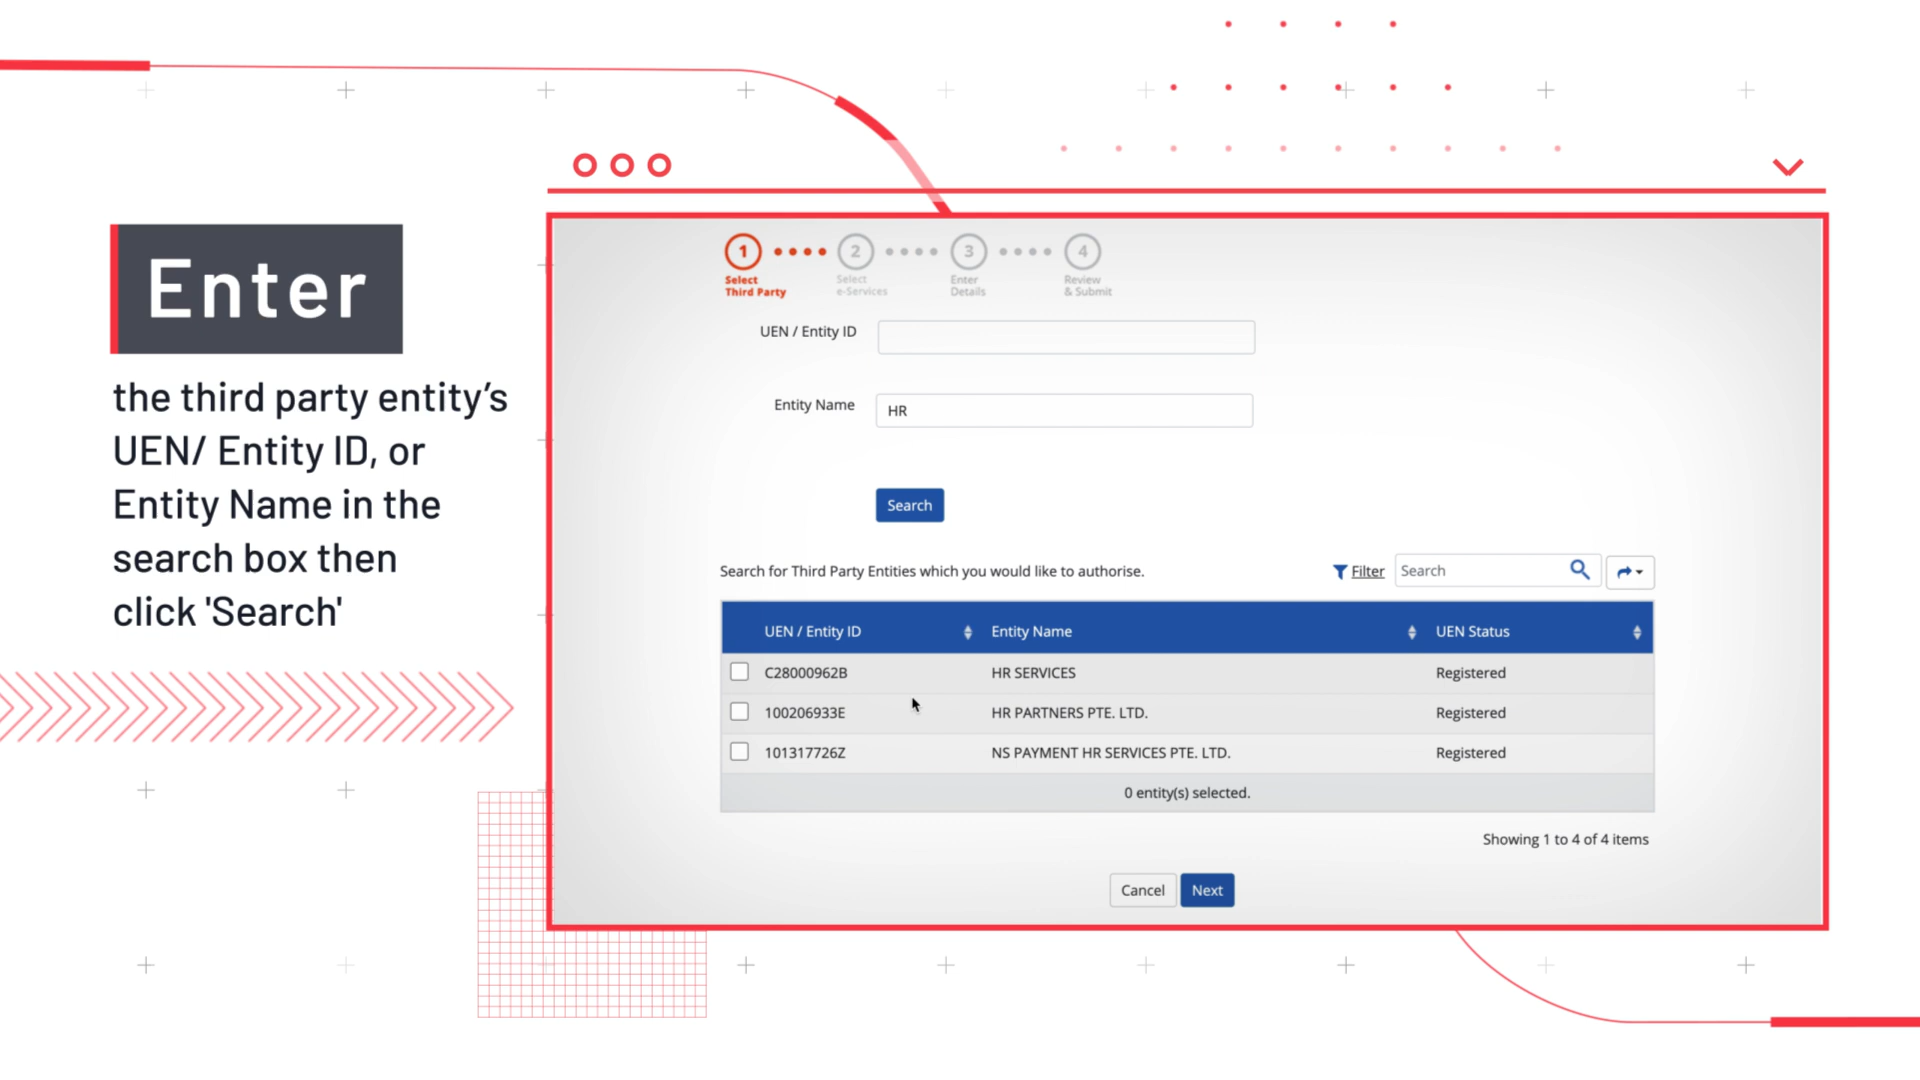 Enter
the third party entity’s
UEN/ Entity ID, or
Entity Name in the
search box then
click 'Search'
1 2 3 4
Select Third Party
Select e-Services
Enter Details
Review & Submit
UEN / Entity ID
Entity Name HR
Search
Search for Third Party Entities which you would like to authorise. Filter Search
UEN / Entity ID Entity Name UEN Status
C28000962B HR SERVICES Registered
100206933E HR PARTNERS PTE. LTD. Registered
101317726Z NS PAYMENT HR SERVICES PTE. LTD. Registered
0 entity(s) selected.
Showing 1 to 4 of 4 items
Cancel Next